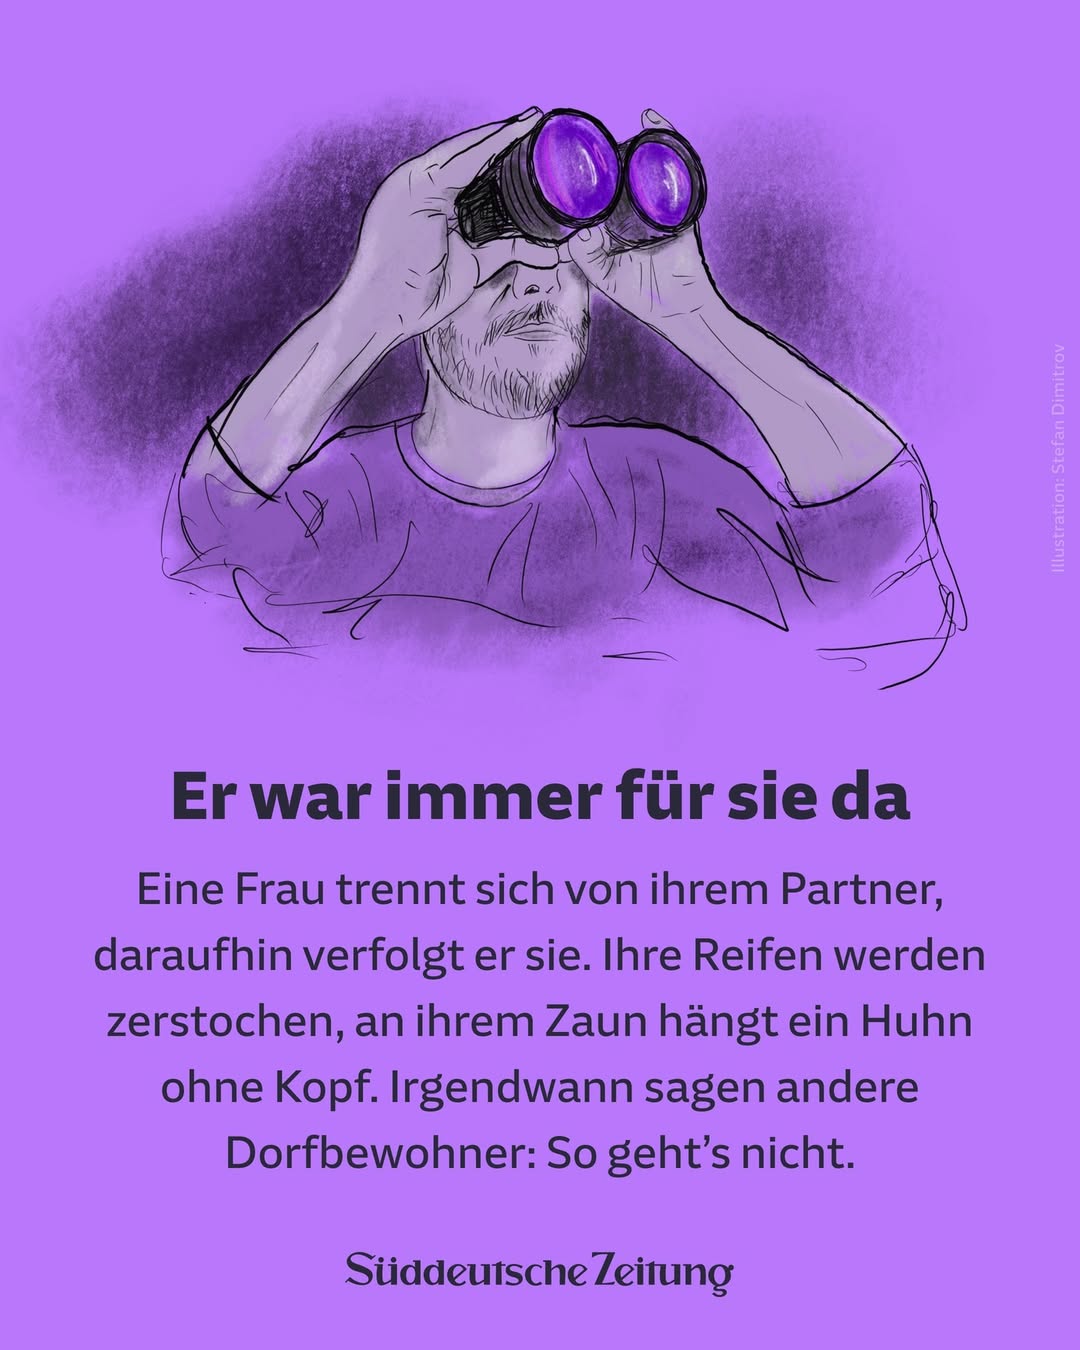 Illustration: Stefan Dimitrov
Er war immer für sie da
Eine Frau trennt sich von ihrem Partner,
daraufhin verfolgt er sie. Ihre Reifen werden
zerstochen, an ihrem Zaun hängt ein Huhn
ohne Kopf. Irgendwann sagen andere
Dorfbewohner: So geht’s nicht.
Süddeutsche Zeitung